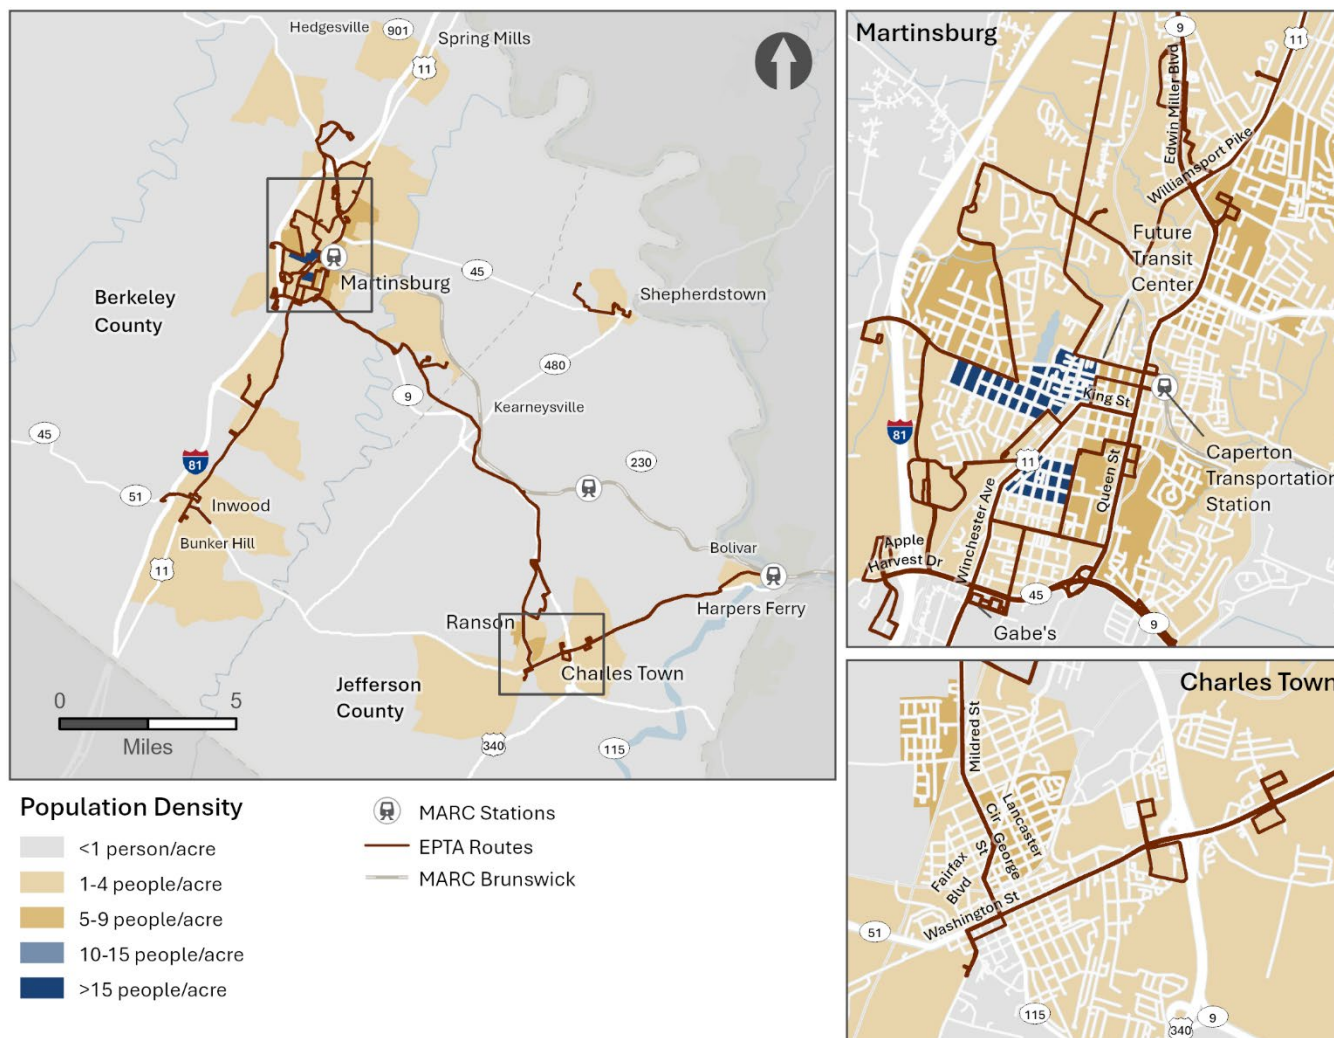 Hedgesville
901
Spring Mills
11
Berkeley
County
Martinsburg
45
Shepherdstown
480
9
Kearneysville
45
81
230
51
Inwood
Bunker Hill
11
Bolivar
Harpers Ferry
Ranson
Charles Town
Jefferson
County
0
5
Miles
340
115
Martinsburg
9
11
Edwin Miller Blvd
Williamsport Pike
Future
Transit
Center
King St
81
11
Caperton
Transportation
Station
Queen St
Winchester Ave
Apple
Harvest Dr
45
9
Gabe's
Charles Town
Mildred St
Lancaster
Cir
George
St
Fairfax
Blvd
Washington St
51
115
340
9
Population Density
<1 person/acre
1-4 people/acre
5-9 people/acre
10-15 people/acre
>15 people/acre
MARC Stations
EPTA Routes
MARC Brunswick